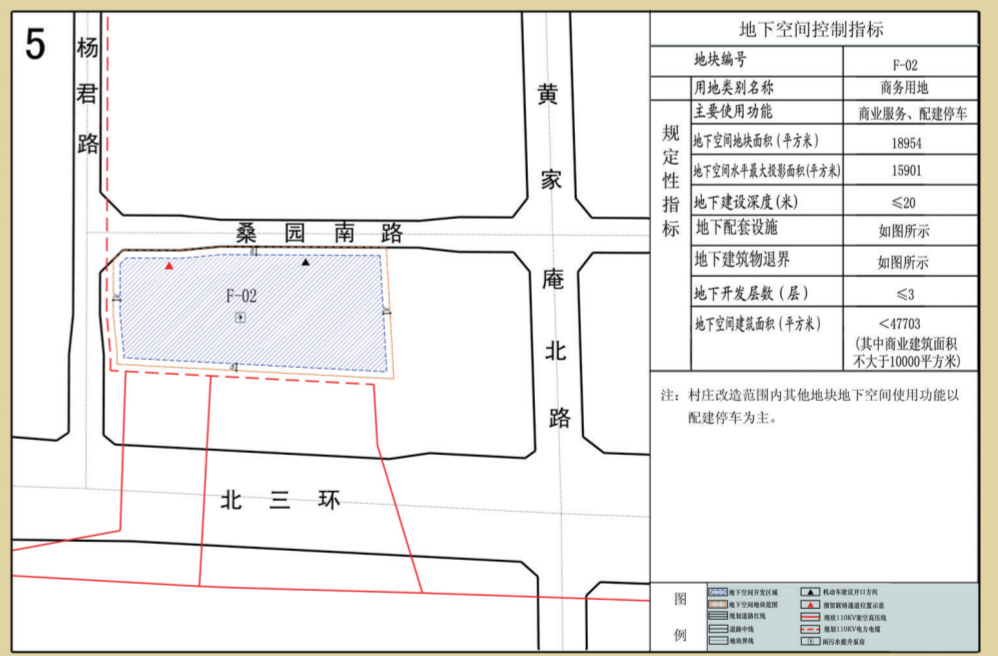 5
杨君路
黄家庵北路
桑园南路
F-02
北三环
地下空间控制指标
地块编号 F-02
用地类别名称 商务用地
规定性指标
主要使用功能 商业服务、配建停车
地下空间地块面积(平方米) 18954
地下空间水平最大投影面积(平方米) 15901
地下建设深度(米) ≤20
地下配套设施 如图所示
地下建筑物退界 如图所示
地下开发层数(层) ≤3
地下空间建筑面积(平方米) <47703
(其中商业建筑面积
不大于10000平方米)
注: 村庄改造范围内其他地块地下空间使用功能以
配建停车为主。
图例
地下空间开发区域 机动车建议开口方向
地下空间地块范围 预留联络通道位置示意
规划道路红线 现状110KV架空高压线
道路中线 规划110KV电力电缆
地块界线 雨污水提升泵房